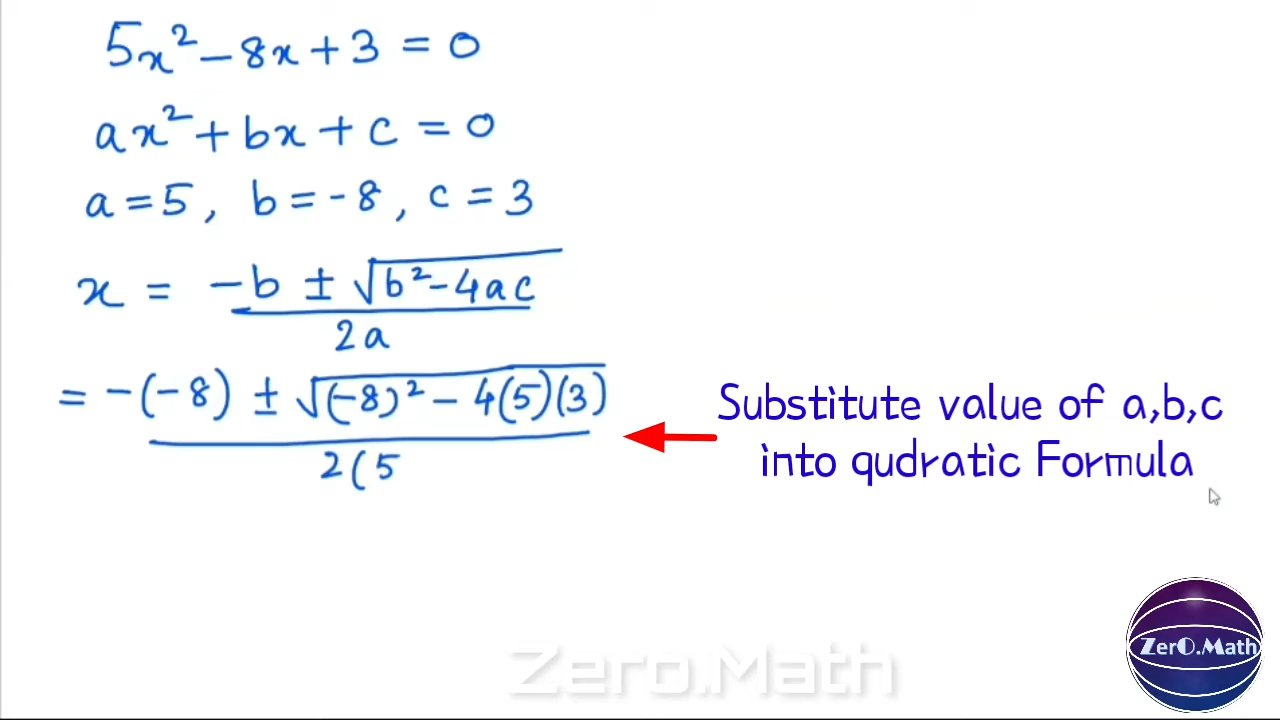 5x² - 8x + 3 = 0
ax² + bx + c = 0
a = 5, b = -8, c = 3
x = -b ± √b² - 4ac
2a
= -(-8) ± √(-8)² - 4(5)(3)
2(5
Substitute value of a,b,c
into qudratic Formula
ZerO.Math
Zero.Math